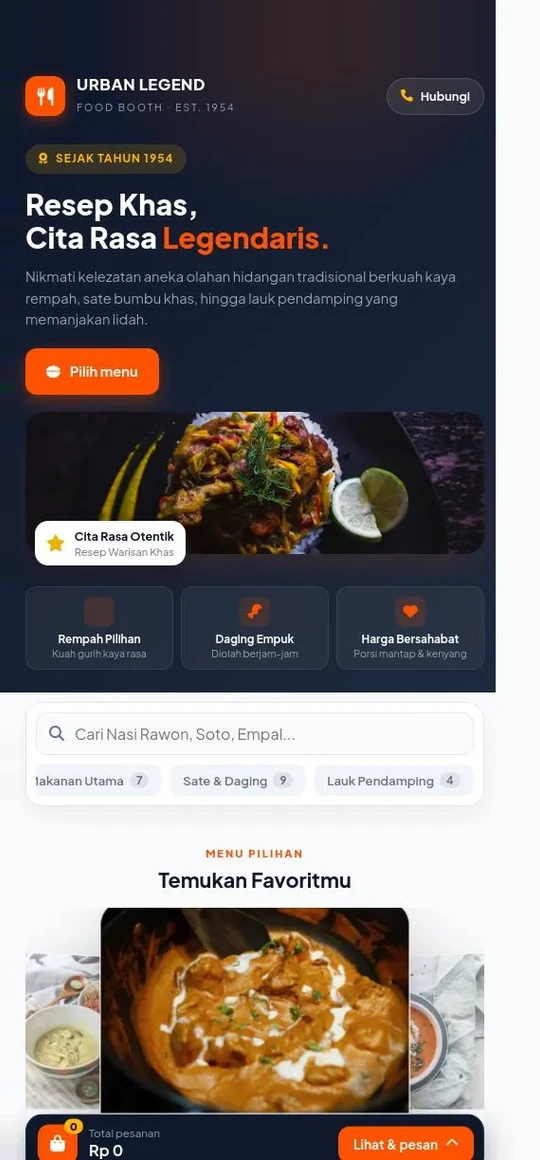 URBAN LEGEND
FOOD BOOTH · EST. 1954
Hubungi
SEJAK TAHUN 1954
Resep Khas,
Cita Rasa Legendaris.
Nikmati kelezatan aneka olahan hidangan tradisional berkuah kaya
rempah, sate bumbu khas, hingga lauk pendamping yang
memanjakan lidah.
Pilih menu
Cita Rasa Otentik
Resep Warisan Khas
Rempah Pilihan
Kuah gurih kaya rasa
Daging Empuk
Diolah berjam-jam
Harga Bersahabat
Porsi mantap & kenyang
Cari Nasi Rawon, Soto, Empal...
Utama 7
Sate & Daging 9
Lauk Pendamping 4
MENU PILIHAN
Temukan Favoritmu
0
Total pesanan
Rp 0
Lihat & pesan